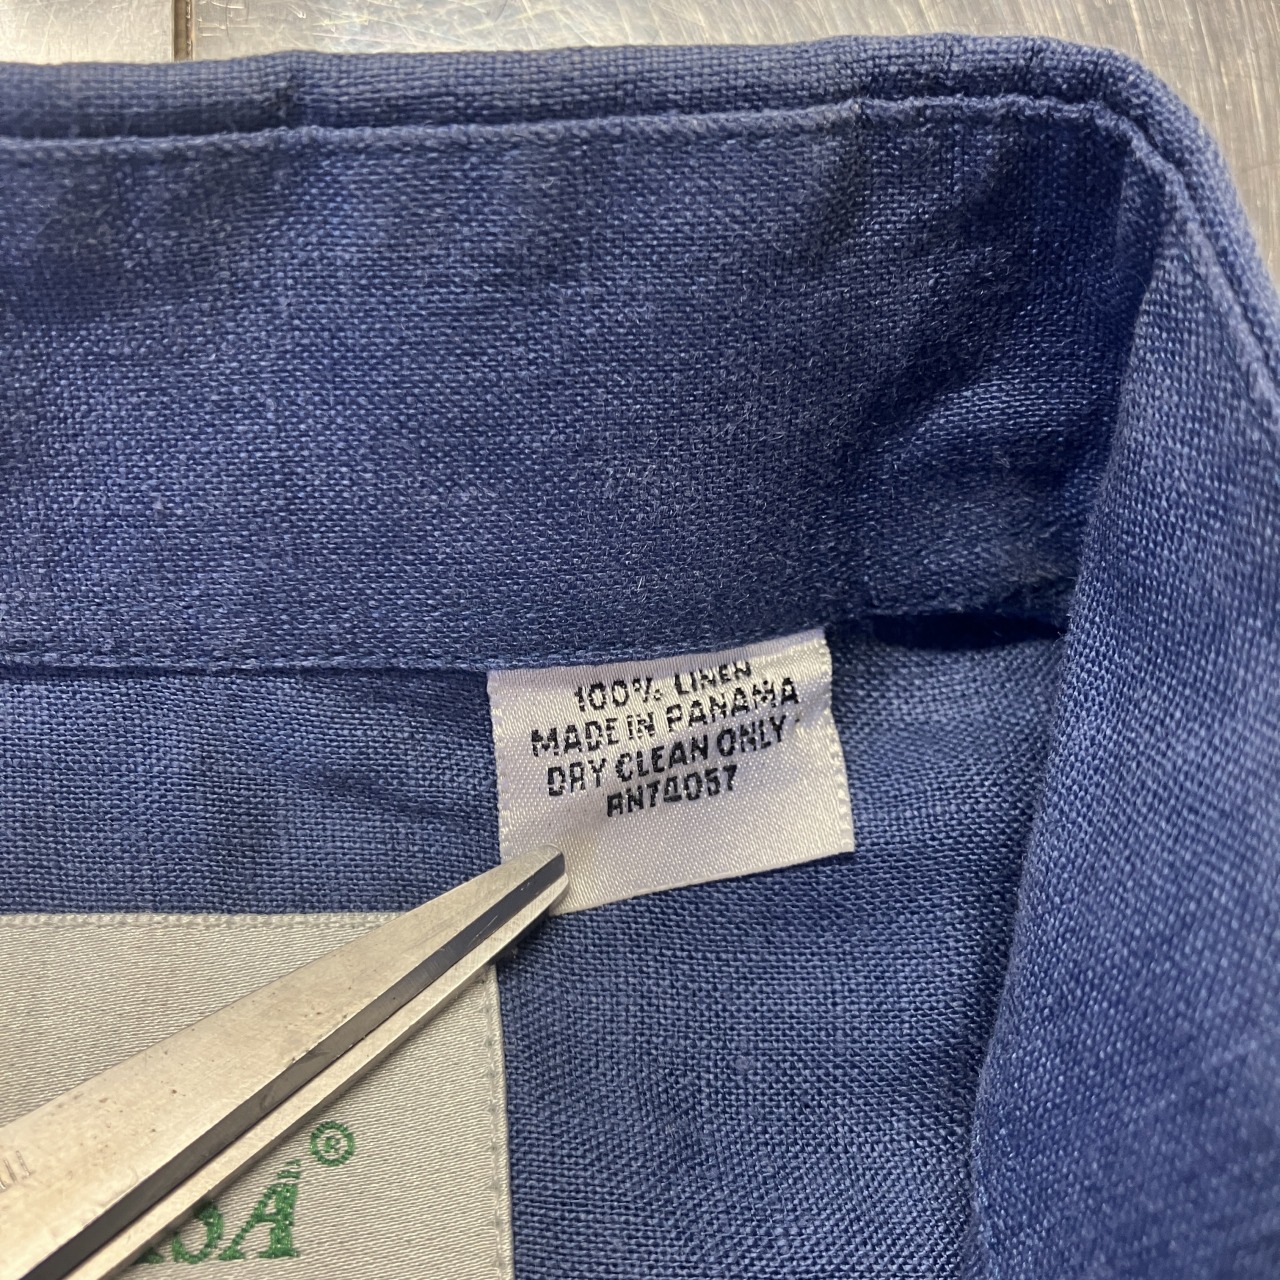 100% LINEN
MADE IN PANAMA
DRY CLEAN ONLY
RN74057
®